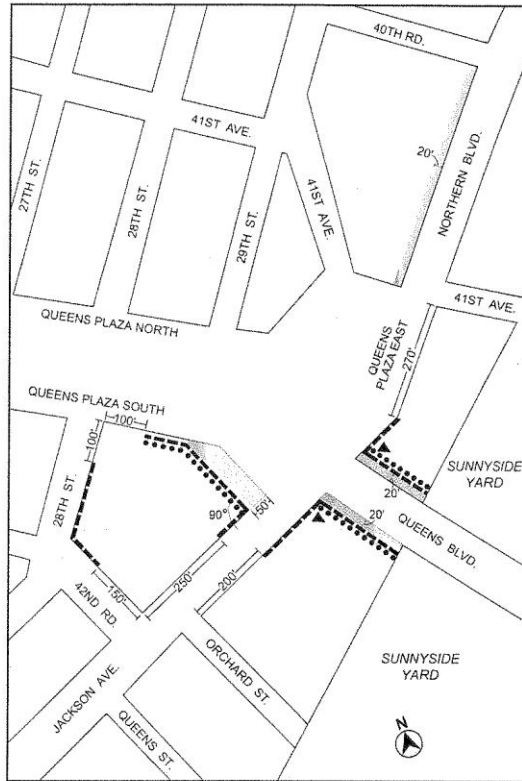 40TH RD.
41ST AVE.
20'
NORTHERN BLVD.
27TH ST.
28TH ST.
29TH ST.
41ST AVE.
41ST AVE.
QUEENS PLAZA NORTH
QUEENS
PLAZA EAST
270'
QUEENS PLAZA SOUTH
100'
100'
28TH ST.
90°
50'
20'
20'
SUNNYSIDE
YARD
QUEENS BLVD.
150'
250'
200'
42ND RD.
JACKSON AVE.
QUEENS ST.
ORCHARD ST.
SUNNYSIDE
YARD
N